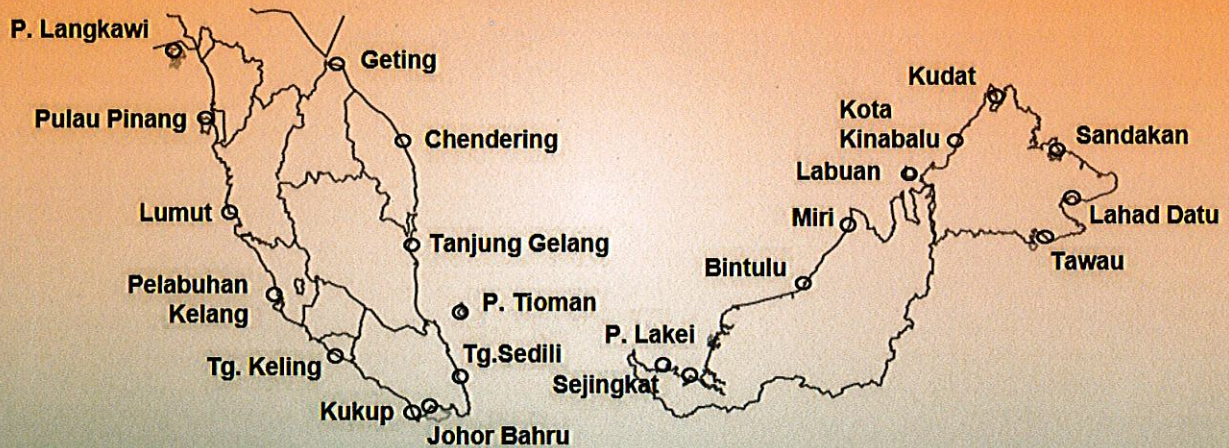 P. Langkawi
Geting
Pulau Pinang
Chendering
Lumut
Tanjung Gelang
Pelabuhan
Kelang
P. Tioman
Tg. Keling
Tg.Sedili
Kukup
Johor Bahru
Kudat
Kota
Kinabalu
Sandakan
Labuan
Lahad Datu
Miri
Tawau
Bintulu
P. Lakei
Sejingkat